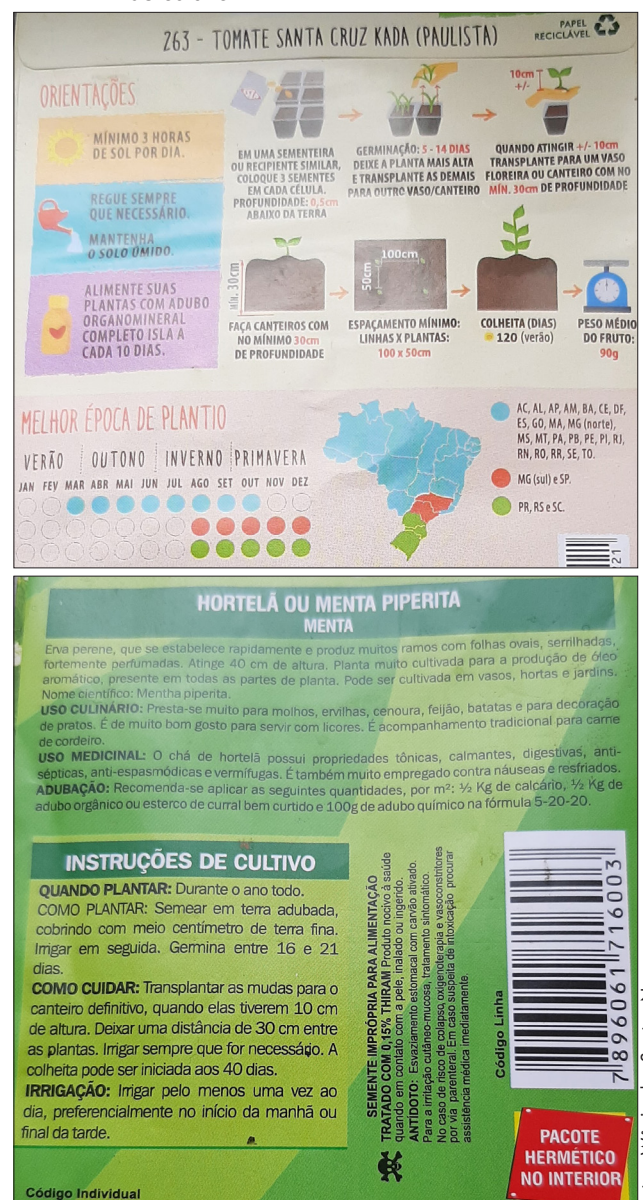 263 - TOMATE SANTA CRUZ KADA (PAULISTA)
PAPEL
RECICLÁVEL
ORIENTAÇÕES
MÍNIMO 3 HORAS
DE SOL POR DIA.
REGUE SEMPRE
QUE NECESSÁRIO.
MANTENHA
O SOLO ÚMIDO.
ALIMENTE SUAS
PLANTAS COM ADUBO
ORGANOMINERAL
COMPLETO ISLA A
CADA 10 DIAS.
EM UMA SEMENTEIRA
OU RECIPIENTE SIMILAR,
COLOQUE 3 SEMENTES
EM CADA CÉLULA.
PROFUNDIDADE: 0,5cm
ABAIXO DA TERRA
GERMINAÇÃO: 5 - 14 DIAS
DEIXE A PLANTA MAIS ALTA
E TRANSPLANTE AS DEMAIS
PARA OUTRO VASO/CANTEIRO
10cm
+/-
QUANDO ATINGIR +/- 10cm
TRANSPLANTE PARA UM VASO
FLOREIRA OU CANTEIRO COM NO
MÍN. 30cm DE PROFUNDIDADE
MÍN. 30cm
FAÇA CANTEIROS COM
NO MÍNIMO 30cm
DE PROFUNDIDADE
100cm
50cm
ESPAÇAMENTO MÍNIMO:
LINHAS X PLANTAS:
100 x 50cm
COLHEITA (DIAS)
120 (verão)
PESO MÉDIO
DO FRUTO:
90g
MELHOR ÉPOCA DE PLANTIO
VERÃO OUTONO INVERNO PRIMAVERA
JAN FEV MAR ABR MAI JUN JUL AGO SET OUT NOV DEZ
AC, AL, AP, AM, BA, CE, DF,
ES, GO, MA, MG (norte),
MS, MT, PA, PB, PE, PI, RJ,
RN, RO, RR, SE, TO.
MG (sul) e SP.
PR, RS e SC.
21
HORTELÃ OU MENTA PIPERITA
MENTA
Erva perene, que se estabelece rapidamente e produz muitos ramos com folhas ovais, serrilhadas,
fortemente perfumadas. Atinge 40 cm de altura. Planta muito cultivada para a produção de óleo
aromático, presente em todas as partes de planta. Pode ser cultivada em vasos, hortas e jardins.
Nome científico: Mentha piperita.
USO CULINÁRIO: Presta-se muito para molhos, ervilhas, cenoura, feijão, batatas e para decoração
de pratos. É de muito bom gosto para servir com licores. É acompanhamento tradicional para carne
de cordeiro.
USO MEDICINAL: O chá de hortelã possui propriedades tônicas, calmantes, digestivas, anti-
sépticas, anti-espasmódicas e vermífugas. É também muito empregado contra náuseas e resfriados.
ADUBAÇÃO: Recomenda-se aplicar as seguintes quantidades, por m²: ½ Kg de calcário, ½ Kg de
adubo orgânico ou esterco de curral bem curtido e 100g de adubo químico na fórmula 5-20-20.
INSTRUÇÕES DE CULTIVO
QUANDO PLANTAR: Durante o ano todo.
COMO PLANTAR: Semear em terra adubada,
cobrindo com meio centímetro de terra fina.
Irrigar em seguida. Germina entre 16 e 21
dias.
COMO CUIDAR: Transplantar as mudas para o
canteiro definitivo, quando elas tiverem 10 cm
de altura. Deixar uma distância de 30 cm entre
as plantas. Irrigar sempre que for necessário. A
colheita pode ser iniciada aos 40 dias.
IRRIGAÇÃO: Irrigar pelo menos uma vez ao
dia, preferencialmente no início da manhã ou
final da tarde.
SEMENTE IMPRÓPRIA PARA ALIMENTAÇÃO
TRATADO COM 0,15% THIRAM Produto nocivo à saúde
quando em contato com a pele, inalado ou ingerido.
ANTÍDOTO: Esvaziamento estomacal com carvão ativado.
Para a irritação cutâneo-mucosa, tratamento sintomático.
No caso de risco de colapso, oxigenoterapia e vasoconstritores
por via parenteral. Em caso suspeita de intoxicação procurar
assistência médica imediatamente.
Código Linha
7 896061 716003
PACOTE
HERMÉTICO
NO INTERIOR
Código Individual